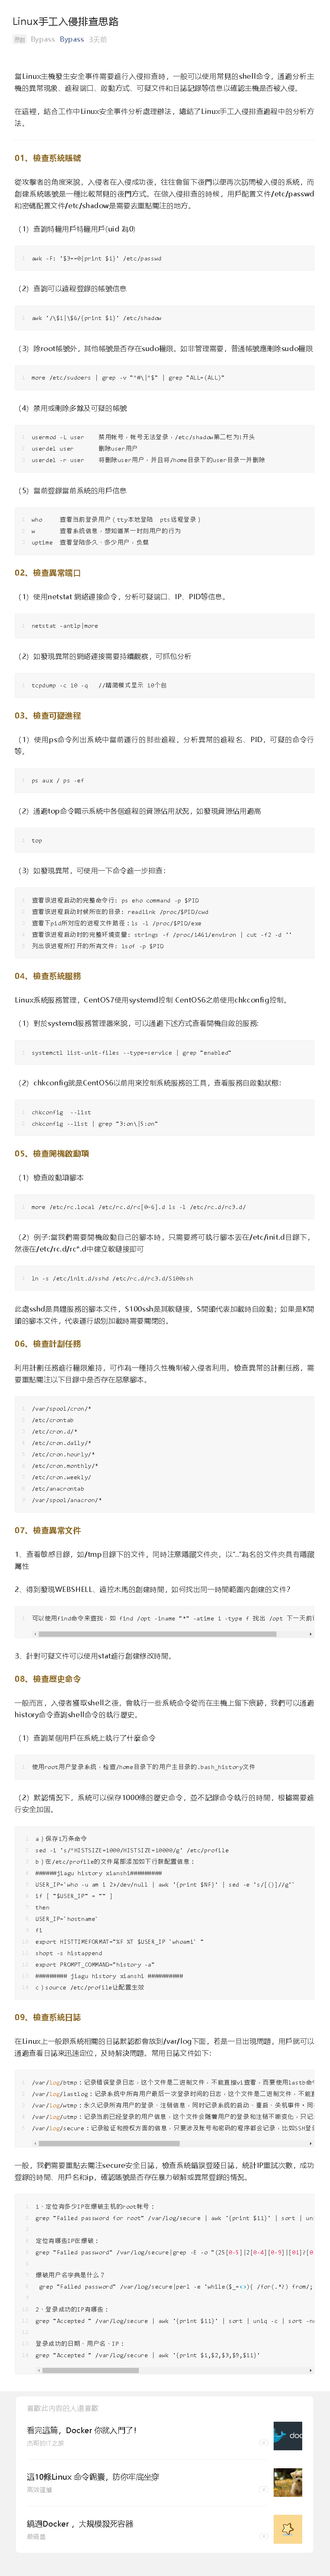 Linux手工入侵排查思路
原創 Bypass Bypass 3天前
當Linux主機發生安全事件需要進行入侵排查時，一般可以使用常見的shell命令，通過分析主
機的異常現象、進程端口、啟動方式、可疑文件和日誌記錄等信息以確認主機是否被入侵。
在這裡，結合工作中Linux安全事件分析處理辦法，總結了Linux手工入侵排查過程中的分析方
法。
01、檢查系統賬號
從攻擊者的角度來說，入侵者在入侵成功後，往往會留下後門以便再次訪問被入侵的系統，而
創建系統賬號是一種比較常見的後門方式。在做入侵排查的時候，用戶配置文件/etc/passwd
和密碼配置文件/etc/shadow是需要去重點關注的地方。
（1）查詢特權用戶特權用戶(uid 為0)
1 awk -F: '$3==0{print $1}' /etc/passwd
（2）查詢可以遠程登錄的帳號信息
1 awk '/\$1|\$6/{print $1}' /etc/shadow
（3）除root帳號外，其他帳號是否存在sudo權限。如非管理需要，普通帳號應刪除sudo權限
1 more /etc/sudoers | grep -v "^#\|^$" | grep "ALL=(ALL)"
（4）禁用或刪除多餘及可疑的帳號
1 usermod -L user 禁用帐号，帐号无法登录，/etc/shadow第二栏为!开头
2 userdel user 删除user用户
3 userdel -r user 将删除user用户，并且将/home目录下的user目录一并删除
（5）當前登錄當前系統的用戶信息
1 who 查看当前登录用户（tty本地登陆 pts远程登录）
2 w 查看系统信息，想知道某一时刻用户的行为
3 uptime 查看登陆多久、多少用户，负载
02、檢查異常端口
（1）使用netstat 網絡連接命令，分析可疑端口、IP、PID等信息。
1 netstat -antlp|more
（2）如發現異常的網絡連接需要持續觀察，可抓包分析
1 tcpdump -c 10 -q //精简模式显示 10个包
03、檢查可疑進程
（1）使用ps命令列出系統中當前運行的那些進程，分析異常的進程名、PID，可疑的命令行
等。
1 ps aux / ps -ef
（2）通過top命令顯示系統中各個進程的資源佔用狀況，如發現資源佔用過高
1 top
（3）如發現異常，可使用一下命令進一步排查：
1 查看该进程启动的完整命令行: ps eho command -p $PID
2 查看该进程启动时候所在的目录: readlink /proc/$PID/cwd
3 查看下pid所对应的进程文件路径：ls -l /proc/$PID/exe
4 查看该进程启动时的完整环境变量: strings -f /proc/1461/environ | cut -f2 -d ''
5 列出该进程所打开的所有文件: lsof -p $PID
04、檢查系統服務
Linux系統服務管理，CentOS7使用systemd控制 CentOS6之前使用chkconfig控制。
（1）對於systemd服務管理器來說，可以通過下述方式查看開機自啟的服務:
1 systemctl list-unit-files --type=service | grep "enabled"
（2）chkconfig就是CentOS6以前用來控制系統服務的工具，查看服務自啟動狀態:
1 chkconfig --list
2 chkconfig --list | grep "3:on\|5:on"
05、檢查開機啟動項
（1）檢查啟動項腳本
1 more /etc/rc.local /etc/rc.d/rc[0~6].d ls -l /etc/rc.d/rc3.d/
（2）例子:當我們需要開機啟動自己的腳本時，只需要將可執行腳本丟在/etc/init.d目錄下，
然後在/etc/rc.d/rc*.d中建立軟鏈接即可
1 ln -s /etc/init.d/sshd /etc/rc.d/rc3.d/S100ssh
此處sshd是具體服務的腳本文件，S100ssh是其軟鏈接，S開頭代表加載時自啟動；如果是K開
頭的腳本文件，代表運行級別加載時需要關閉的。
06、檢查計劃任務
利用計劃任務進行權限維持，可作為一種持久性機制被入侵者利用。檢查異常的計劃任務，需
要重點關注以下目錄中是否存在惡意腳本。
1 /var/spool/cron/*
2 /etc/crontab
3 /etc/cron.d/*
4 /etc/cron.daily/*
5 /etc/cron.hourly/*
6 /etc/cron.monthly/*
7 /etc/cron.weekly/
8 /etc/anacrontab
9 /var/spool/anacron/*
07、檢查異常文件
1、查看敏感目錄，如/tmp目錄下的文件，同時注意隱藏文件夾，以".."為名的文件夾具有隱藏
屬性
2、得到發現WEBSHELL、遠控木馬的創建時間，如何找出同一時間範圍內創建的文件?
1 可以使用find命令来查找，如 find /opt -iname "*" -atime 1 -type f 找出 /opt 下一天前
3、針對可疑文件可以使用stat進行創建修改時間。
08、檢查歷史命令
一般而言，入侵者獲取shell之後，會執行一些系統命令從而在主機上留下痕跡，我們可以通過
history命令查詢shell命令的執行歷史。
（1）查詢某個用戶在系統上執行了什麼命令
1 使用root用户登录系统，检查/home目录下的用户主目录的.bash_history文件
（2）默認情況下，系統可以保存1000條的歷史命令，並不記錄命令執行的時間，根據需要進
行安全加固。
1 a）保存1万条命令
2 sed -i 's/^HISTSIZE=1000/HISTSIZE=10000/g' /etc/profile
3 b）在/etc/profile的文件尾部添加如下行数配置信息：
4 ######jiagu history xianshi#########
5 USER_IP=`who -u am i 2>/dev/null | awk '{print $NF}' | sed -e 's/[()]//g'`
6 if [ "$USER_IP" = "" ]
7 then
8 USER_IP=`hostname`
9 fi
10 export HISTTIMEFORMAT="%F %T $USER_IP `whoami` "
11 shopt -s histappend
12 export PROMPT_COMMAND="history -a"
13 ######### jiagu history xianshi ##########
14 c）source /etc/profile让配置生效
09、檢查系統日誌
在Linux上一般跟系統相關的日誌默認都會放到/var/log下面，若是一旦出現問題，用戶就可以
通過查看日誌來迅速定位，及時解決問題。常用日誌文件如下：
1 /var/log/btmp：记录错误登录日志，这个文件是二进制文件，不能直接vi查看，而要使用lastb命
2 /var/log/lastlog：记录系统中所有用户最后一次登录时间的日志，这个文件是二进制文件，不能直
3 /var/log/wtmp：永久记录所有用户的登录、注销信息，同时记录系统的启动、重启、关机事件。同
4 /var/log/utmp：记录当前已经登录的用户信息，这个文件会随着用户的登录和注销不断变化，只记
5 /var/log/secure：记录验证和授权方面的信息，只要涉及账号和密码的程序都会记录，比如SSH登
一般，我們需要重點去關注secure安全日誌，檢查系統錯誤登陸日誌，統計IP重試次數，成功
登錄的時間、用戶名和ip，確認賬號是否存在暴力破解或異常登錄的情況。
1 1、定位有多少IP在爆破主机的root帐号：
2 grep "Failed password for root" /var/log/secure | awk '{print $11}' | sort | un
3
4 定位有哪些IP在爆破：
5 grep "Failed password" /var/log/secure|grep -E -o "(25[0-5]|2[0-4][0-9]|[01]?[0
6
7 爆破用户名字典是什么？
8 grep "Failed password" /var/log/secure|perl -e 'while($_=<>){ /for(.*?) from/;
9
10 2、登录成功的IP有哪些：
11 grep "Accepted " /var/log/secure | awk '{print $11}' | sort | uniq -c | sort -n
12
13 登录成功的日期、用户名、IP：
14 grep "Accepted " /var/log/secure | awk '{print $1,$2,$3,$9,$11}'
喜歡此內容的人還喜歡
看完這篇，Docker 你就入門了!
杰哥的IT之旅
這10條Linux 命令錦囊，防你牢底坐穿
鍋過Docker ，大規模殺死容器